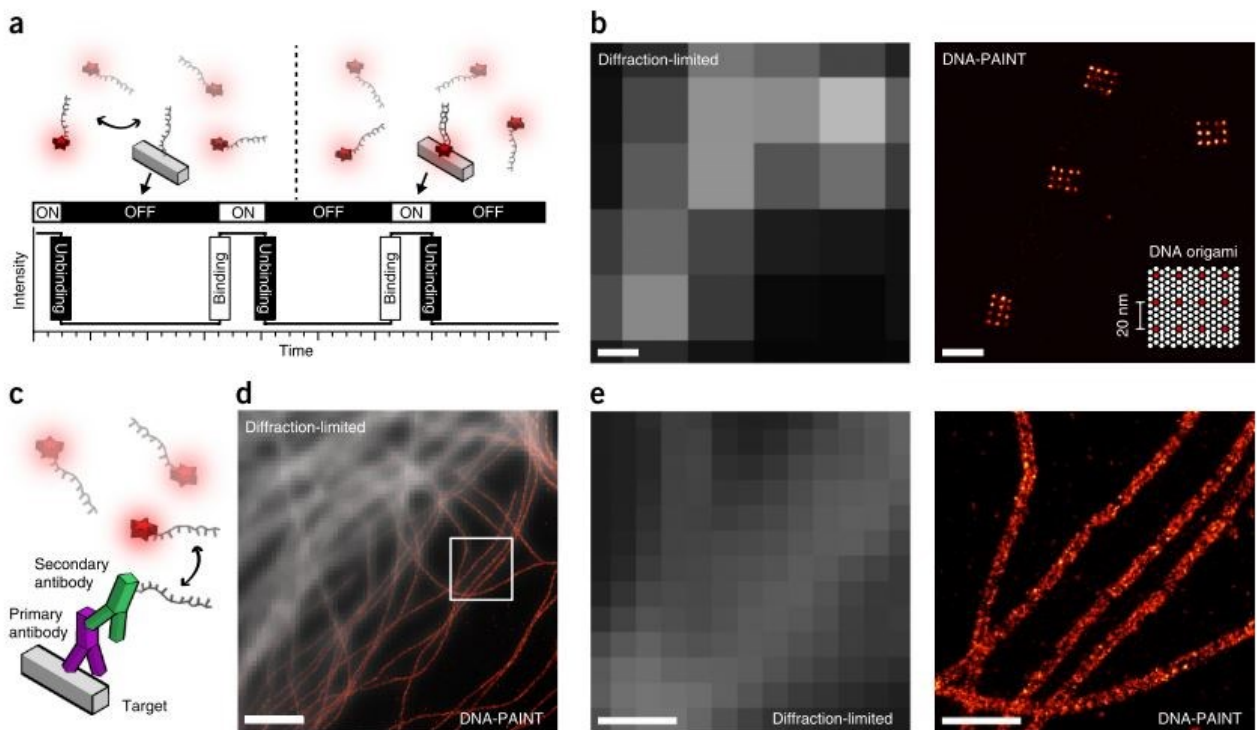 a
ON OFF ON OFF ON OFF
Intensity
Unbinding
Binding
Unbinding
Binding
Unbinding
Time
b
Diffraction-limited
DNA-PAINT
DNA origami
20 nm
c
Secondary
antibody
Primary
antibody
Target
d
Diffraction-limited
DNA-PAINT
e
Diffraction-limited
DNA-PAINT